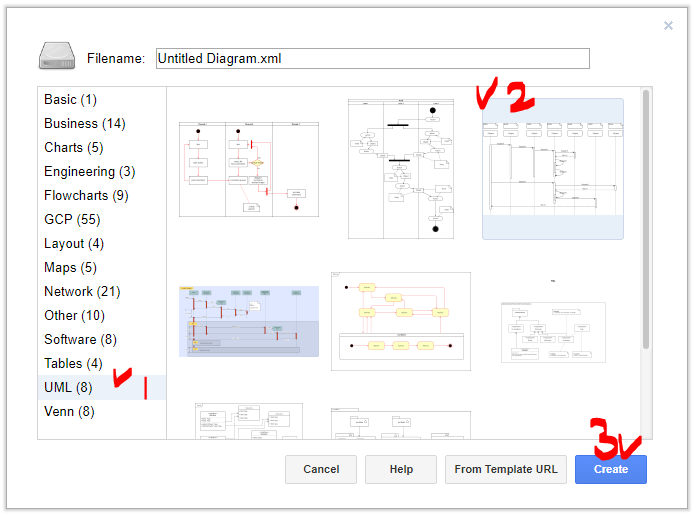 ×
Filename: Untitled Diagram.xml
Basic (1)
Business (14)
Charts (5)
Engineering (3)
Flowcharts (9)
GCP (55)
Layout (4)
Maps (5)
Network (21)
Other (10)
Software (8)
Tables (4)
UML (8)
Venn (8)
1
2
3
Cancel
Help
From Template URL
Create